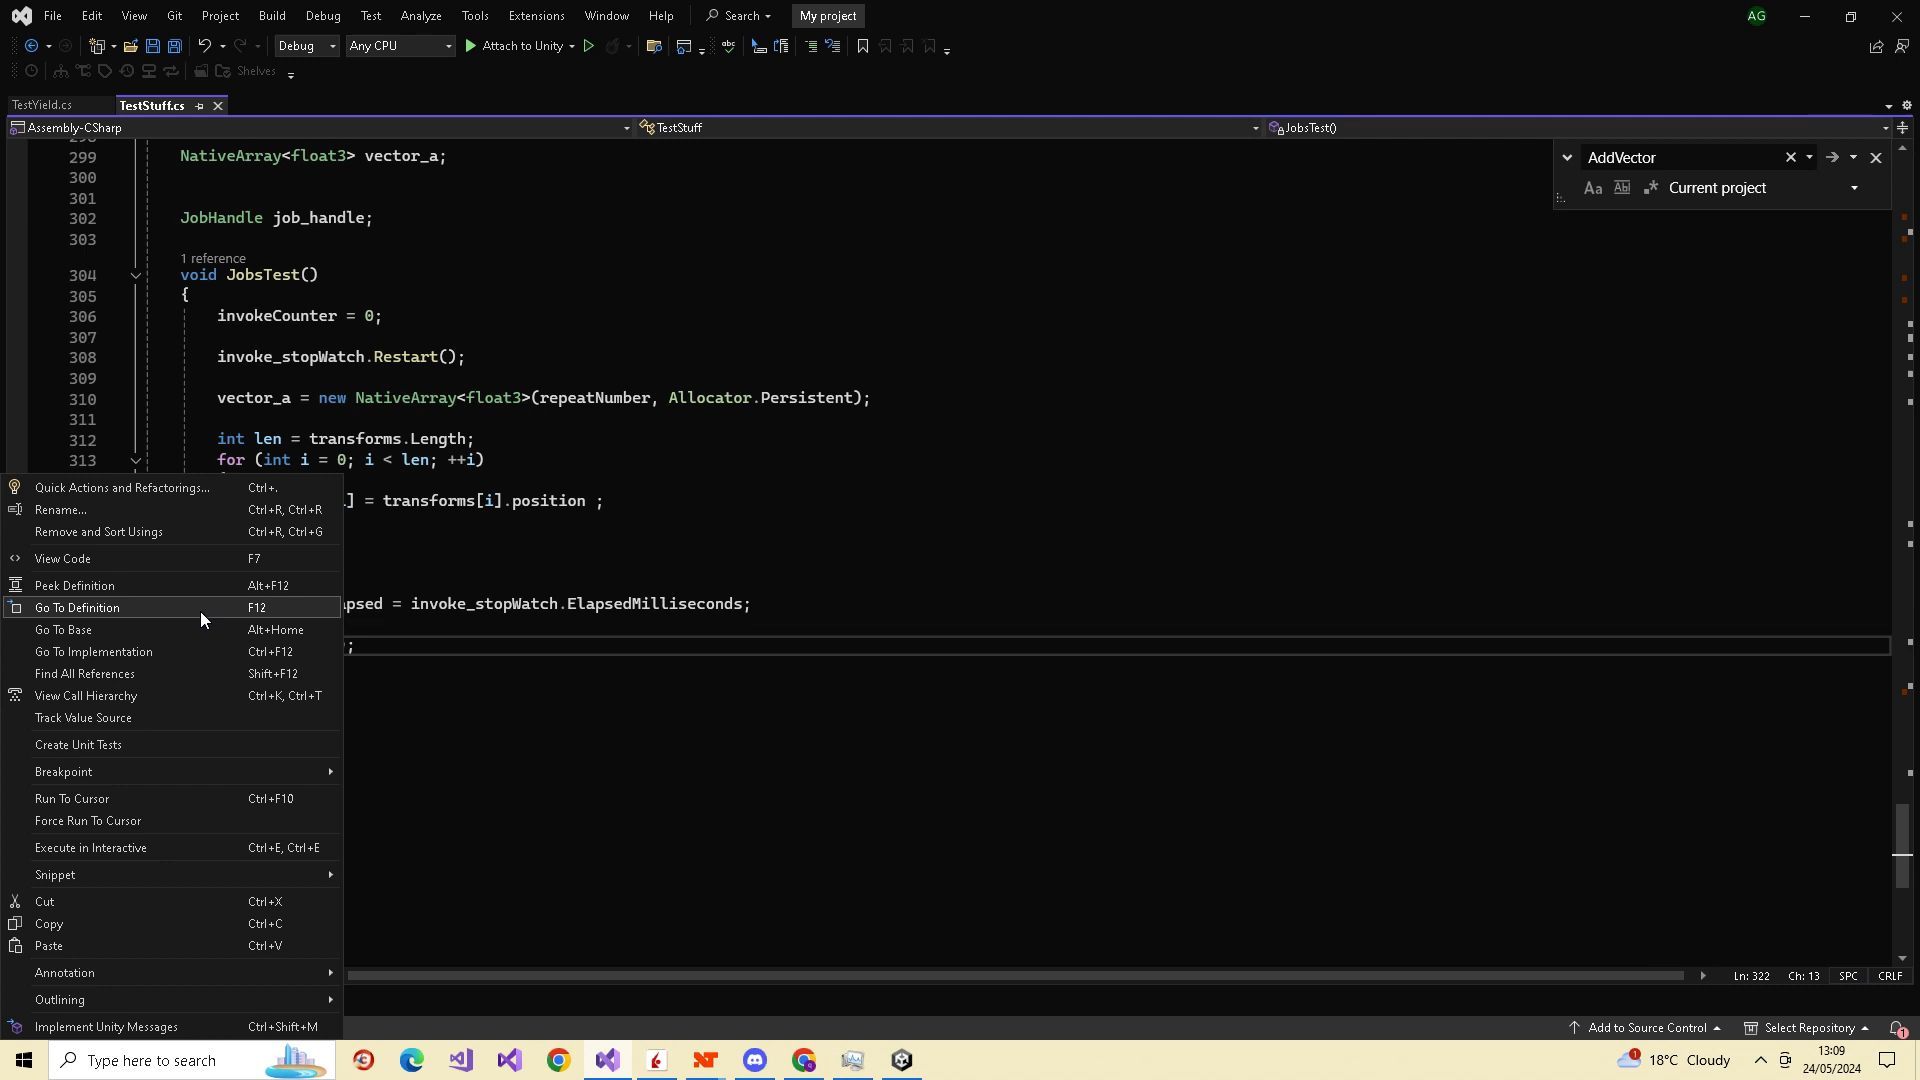 File Edit View Git Project Build Debug Test Analyze Tools Extensions Window Help Search My project AG
Debug Any CPU Attach to Unity abc
Shelves
TestYield.cs TestStuff.cs
Assembly-CSharp TestStuff JobsTest()
299 NativeArray<float3> vector_a; AddVector
300
301 Aa Abl .* Current project
302 JobHandle job_handle;
303
1 reference
304 void JobsTest()
305 {
306 invokeCounter = 0;
307
308 invoke_stopWatch.Restart();
309
310 vector_a = new NativeArray<float3>(repeatNumber, Allocator.Persistent);
311
312 int len = transforms.Length;
313 for (int i = 0; i < len; ++i)
Quick Actions and Refactorings... Ctrl+.
] = transforms[i].position ;
Rename... Ctrl+R, Ctrl+R
Remove and Sort Usings Ctrl+R, Ctrl+G
View Code F7
Peek Definition Alt+F12
Go To Definition F12
apsed = invoke_stopWatch.ElapsedMilliseconds;
Go To Base Alt+Home
Go To Implementation Ctrl+F12
;
Find All References Shift+F12
View Call Hierarchy Ctrl+K, Ctrl+T
Track Value Source
Create Unit Tests
Breakpoint
Run To Cursor Ctrl+F10
Force Run To Cursor
Execute in Interactive Ctrl+E, Ctrl+E
Snippet
Cut Ctrl+X
Copy Ctrl+C
Paste Ctrl+V
Annotation
Ln: 322 Ch: 13 SPC CRLF
Outlining
Implement Unity Messages Ctrl+Shift+M
Add to Source Control Select Repository 1
Type here to search NT 1 18°C Cloudy 13:09
24/05/2024